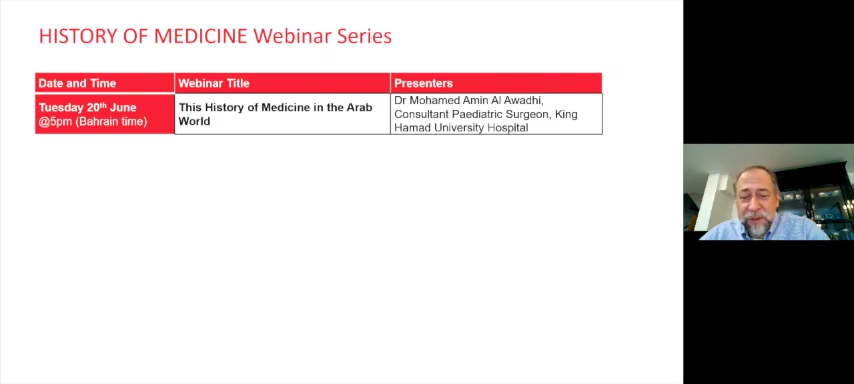 HISTORY OF MEDICINE Webinar Series
Date and Time
Webinar Title
Presenters
Tuesday 20th June
@5pm (Bahrain time)
This History of Medicine in the Arab
World
Dr Mohamed Amin Al Awadhi,
Consultant Paediatric Surgeon, King
Hamad University Hospital